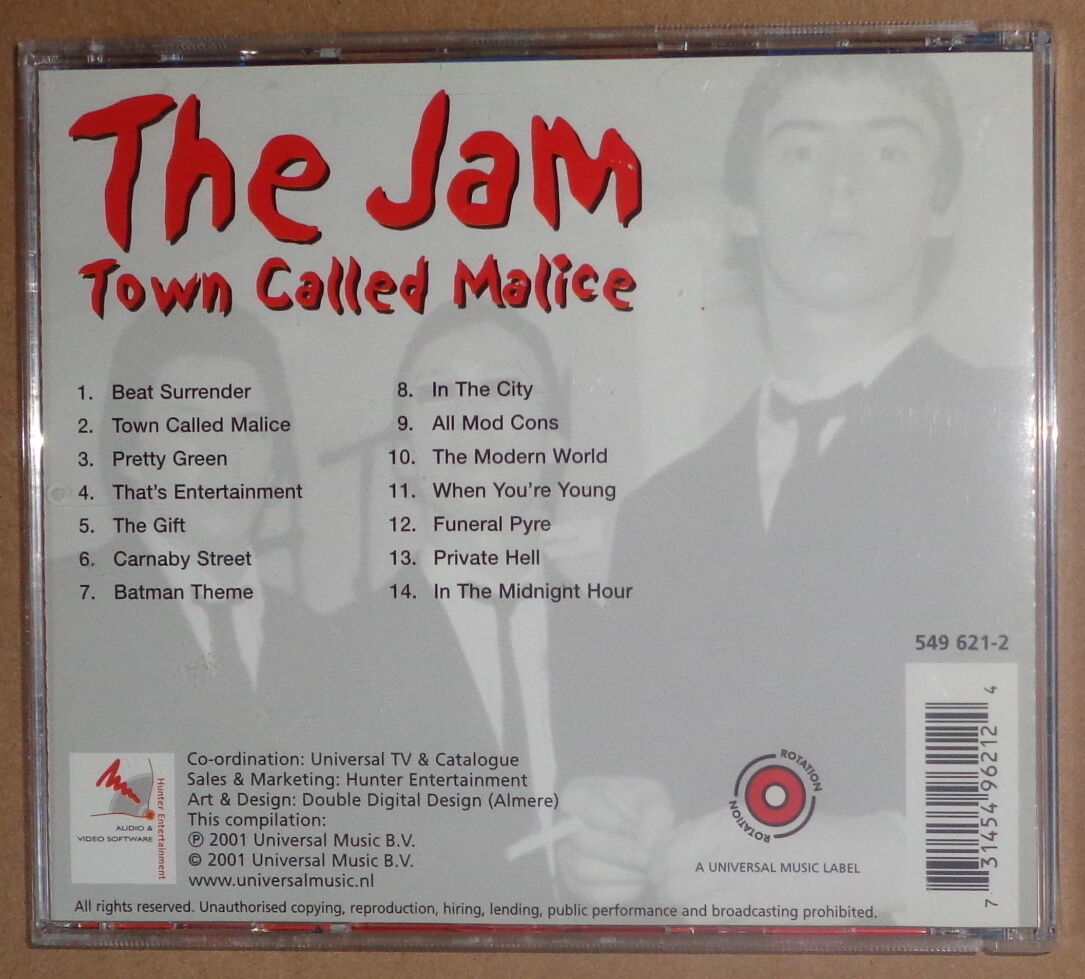 The Jam
Town Called Malice
1. Beat Surrender
2. Town Called Malice
3. Pretty Green
4. That's Entertainment
5. The Gift
6. Carnaby Street
7. Batman Theme
8. In The City
9. All Mod Cons
10. The Modern World
11. When You're Young
12. Funeral Pyre
13. Private Hell
14. In The Midnight Hour
549 621-2
7 31454 96212 4
Hunter Entertainment
AUDIO &
VIDEO SOFTWARE
Co-ordination: Universal TV & Catalogue
Sales & Marketing: Hunter Entertainment
Art & Design: Double Digital Design (Almere)
This compilation:
℗ 2001 Universal Music B.V.
© 2001 Universal Music B.V.
www.universalmusic.nl
ROTATION
ROTATION
A UNIVERSAL MUSIC LABEL
All rights reserved. Unauthorised copying, reproduction, hiring, lending, public performance and broadcasting prohibited.